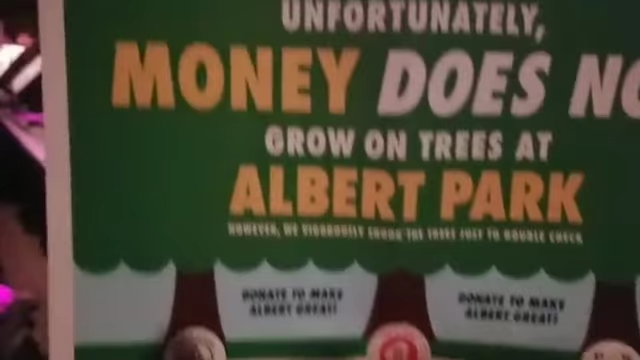 UNFORTUNATELY,
MONEY DOES NO
GROW ON TREES AT
ALBERT PARK
HOWEVER, WE VIGOROUSLY SHOOK THE TREES JUST TO DOUBLE CHECK
DONATE TO MAKE
ALBERT GREAT!
DONATE TO MAKE
ALBERT GREAT!